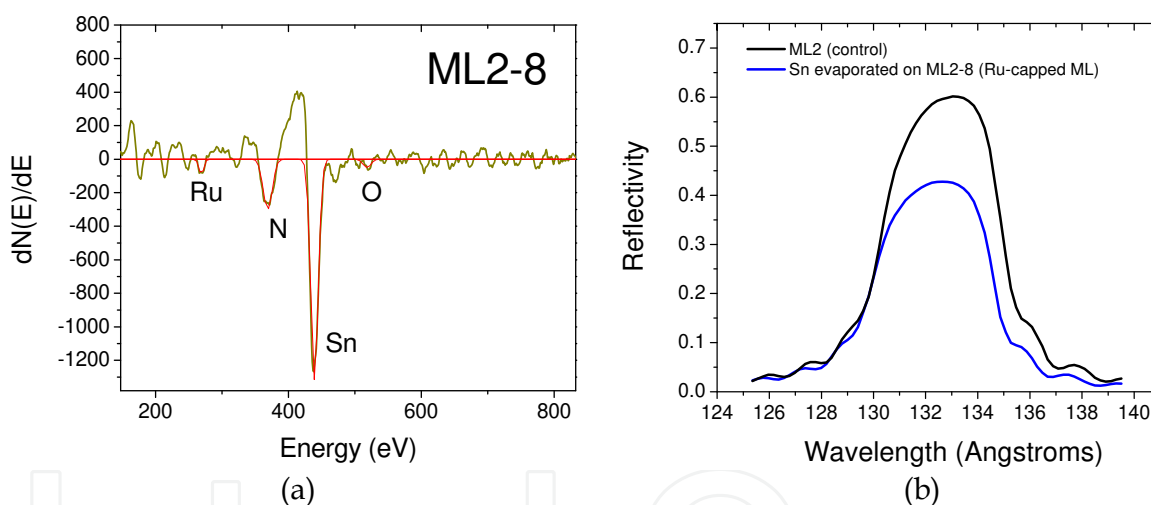 ML2-8
800
600
400
200
0
-200
-400
-600
-800
-1000
-1200
dN(E)/dE
Ru
N
O
Sn
200
400
600
800
Energy (eV)
(a)
ML2 (control)
Sn evaporated on ML2-8 (Ru-capped ML)
0.7
0.6
0.5
0.4
0.3
0.2
0.1
0.0
Reflectivity
124
126
128
130
132
134
136
138
140
Wavelength (Angstroms)
(b)